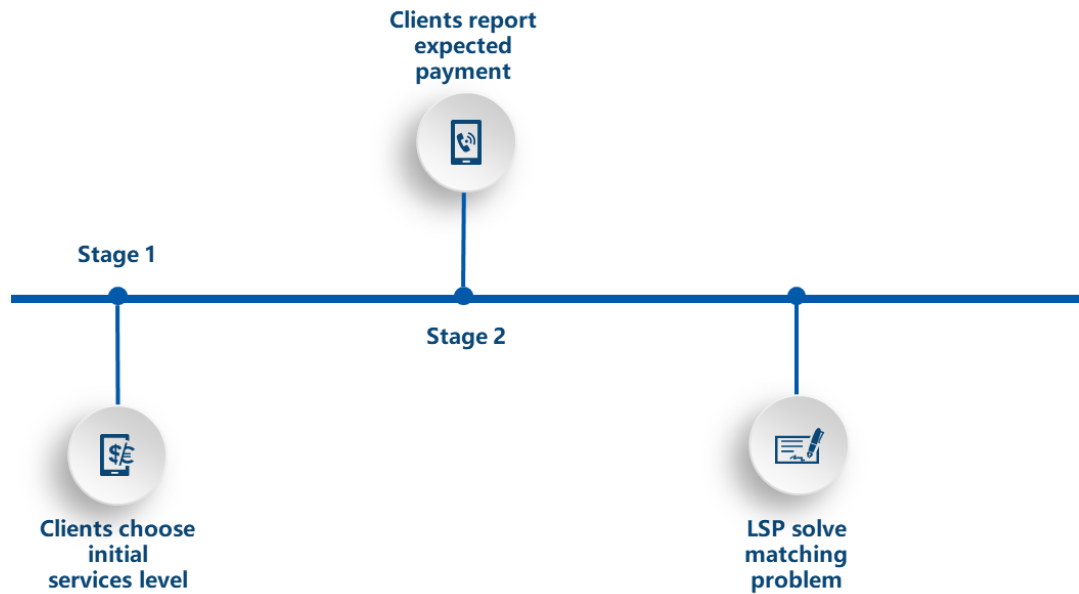 Clients report
expected
payment
Stage 1
Stage 2
$/€
Clients choose
initial
services level
LSP solve
matching
problem